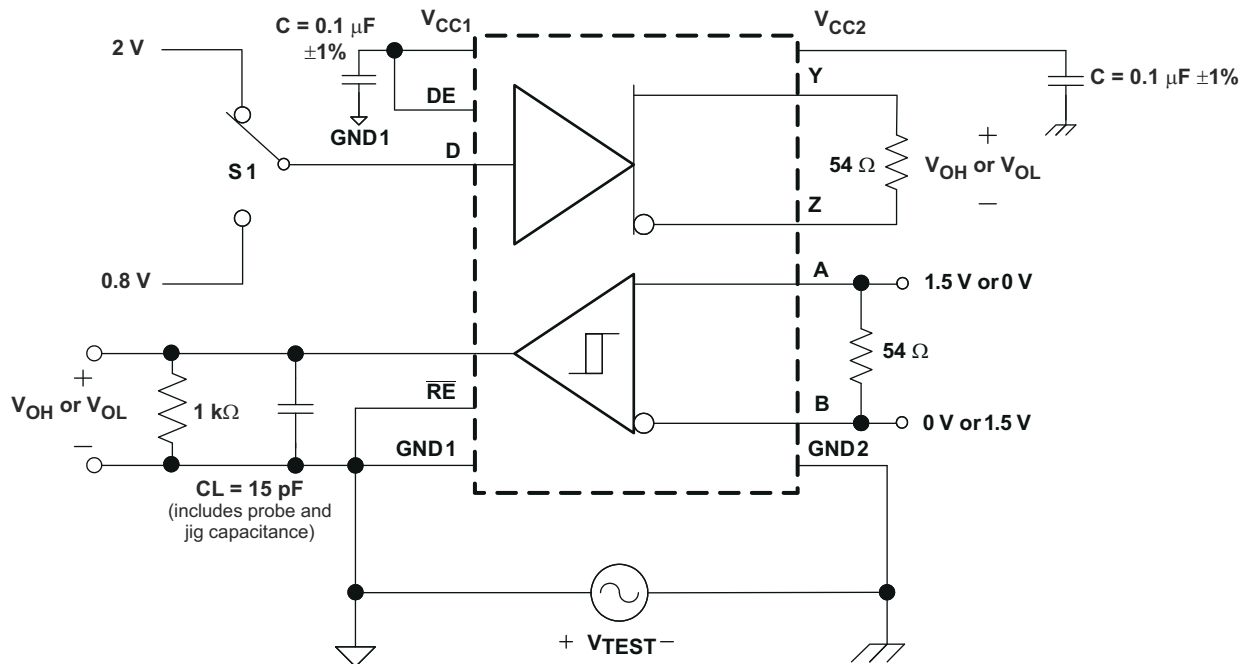 C = 0.1 μF
±1%
VCC1
VCC2
2 V
C = 0.1 μF ±1%
Y
DE
GND1
D
S1
54 Ω
+
VOH or VOL
−
Z
0.8 V
A
1.5 V or 0 V
54 Ω
+
VOH or VOL
−
1 kΩ
R̅E̅
B
0 V or 1.5 V
GND1
GND2
CL = 15 pF
(includes probe and
jig capacitance)
+ VTEST −